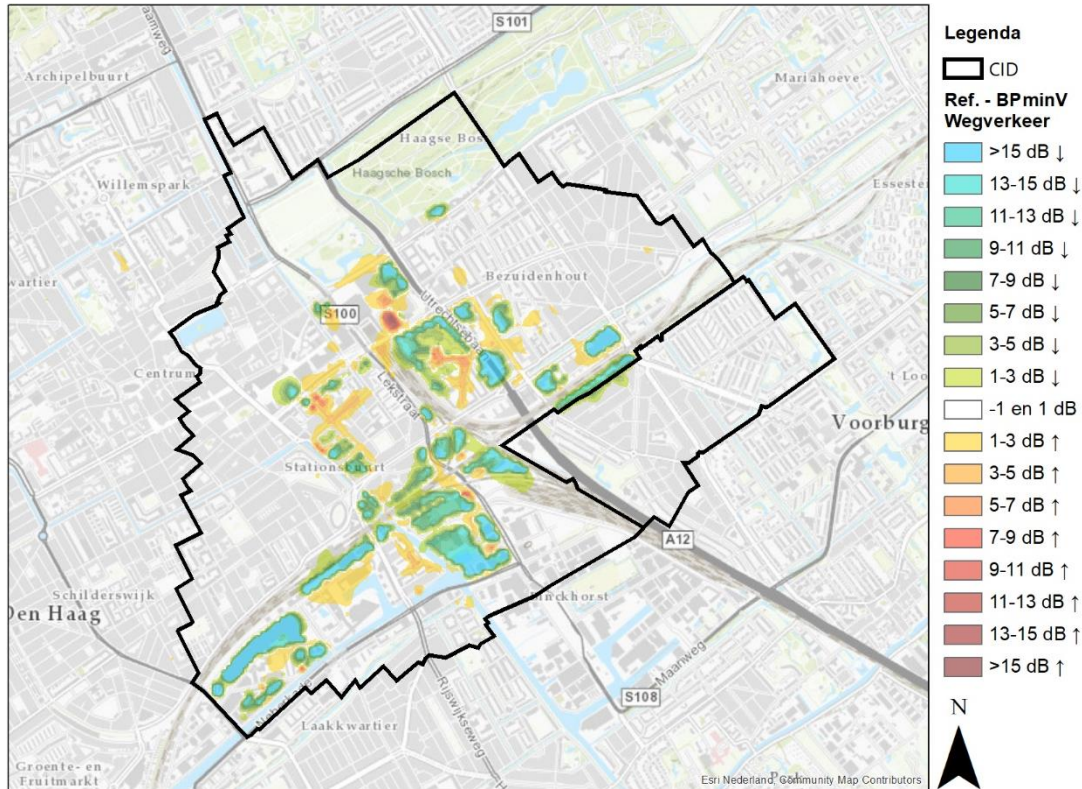 S101
Archipelbuurt
Mariahoeve
Haagse Bos
Haagsche Bosch
Willemspark
Bezuidenhout
Utrechtsebaan
S100
Centrum
Lekstraat
Voorburg
Stationsbuurt
A12
Schilderswijk
Den Haag
Maanweg
S108
Rijswijkseweg
Laakkwartier
Groente- en
Fruitmarkt
Esri Nederland, Community Map Contributors
Legenda
CID
Ref. - BPminV
Wegverkeer
>15 dB ↓
13-15 dB ↓
11-13 dB ↓
9-11 dB ↓
7-9 dB ↓
5-7 dB ↓
3-5 dB ↓
1-3 dB ↓
-1 en 1 dB
1-3 dB ↑
3-5 dB ↑
5-7 dB ↑
7-9 dB ↑
9-11 dB ↑
11-13 dB ↑
13-15 dB ↑
>15 dB ↑
N